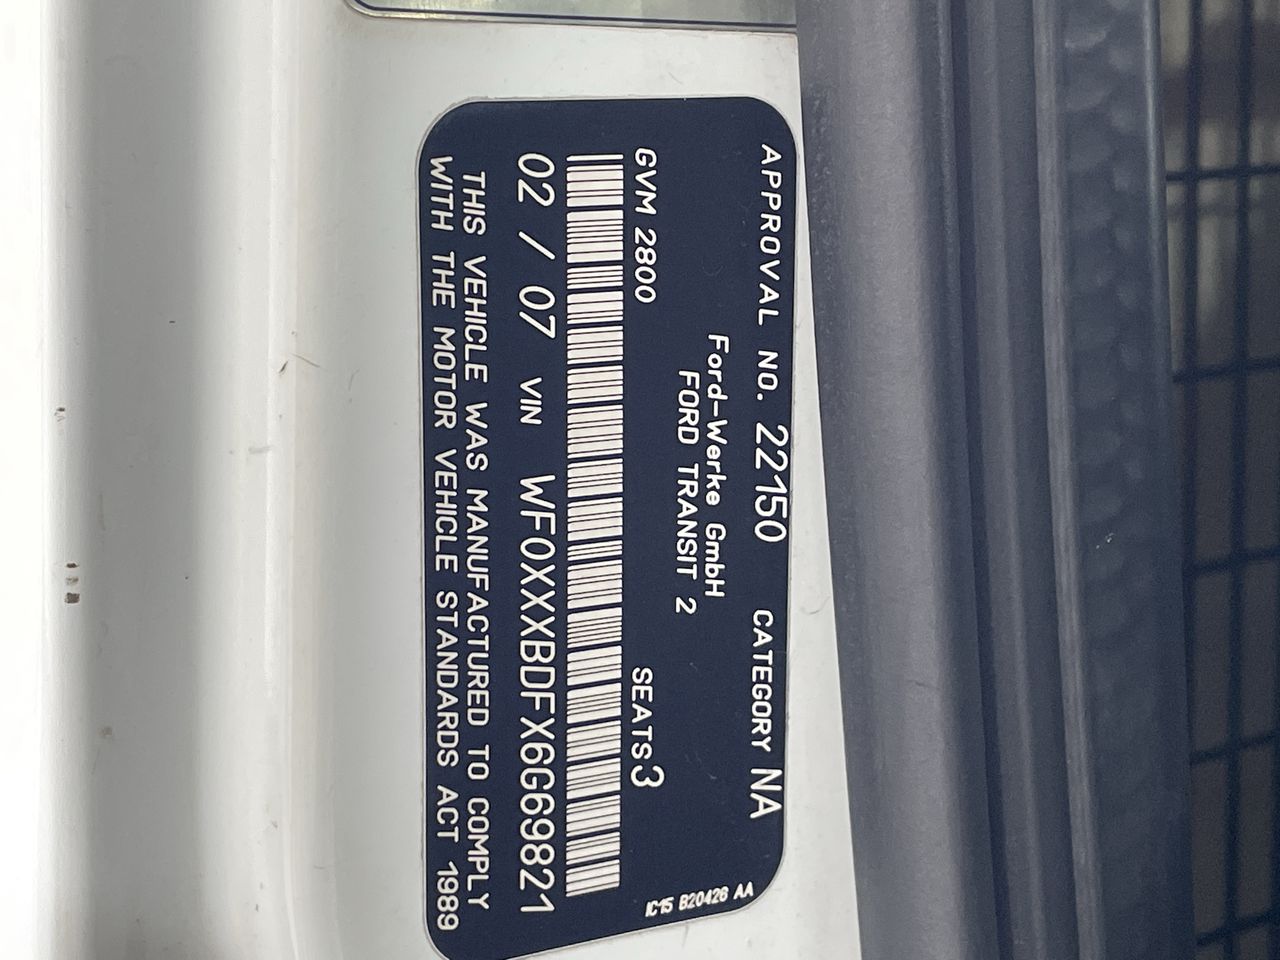 APPROVAL NO. 22150 CATEGORY NA
Ford-Werke GmbH
FORD TRANSIT 2
GVM 2800 SEATS 3
02 / 07 VIN WF0XXXBDFX6G69821
THIS VEHICLE WAS MANUFACTURED TO COMPLY
WITH THE MOTOR VEHICLE STANDARDS ACT 1989
IC15 B20426 AA